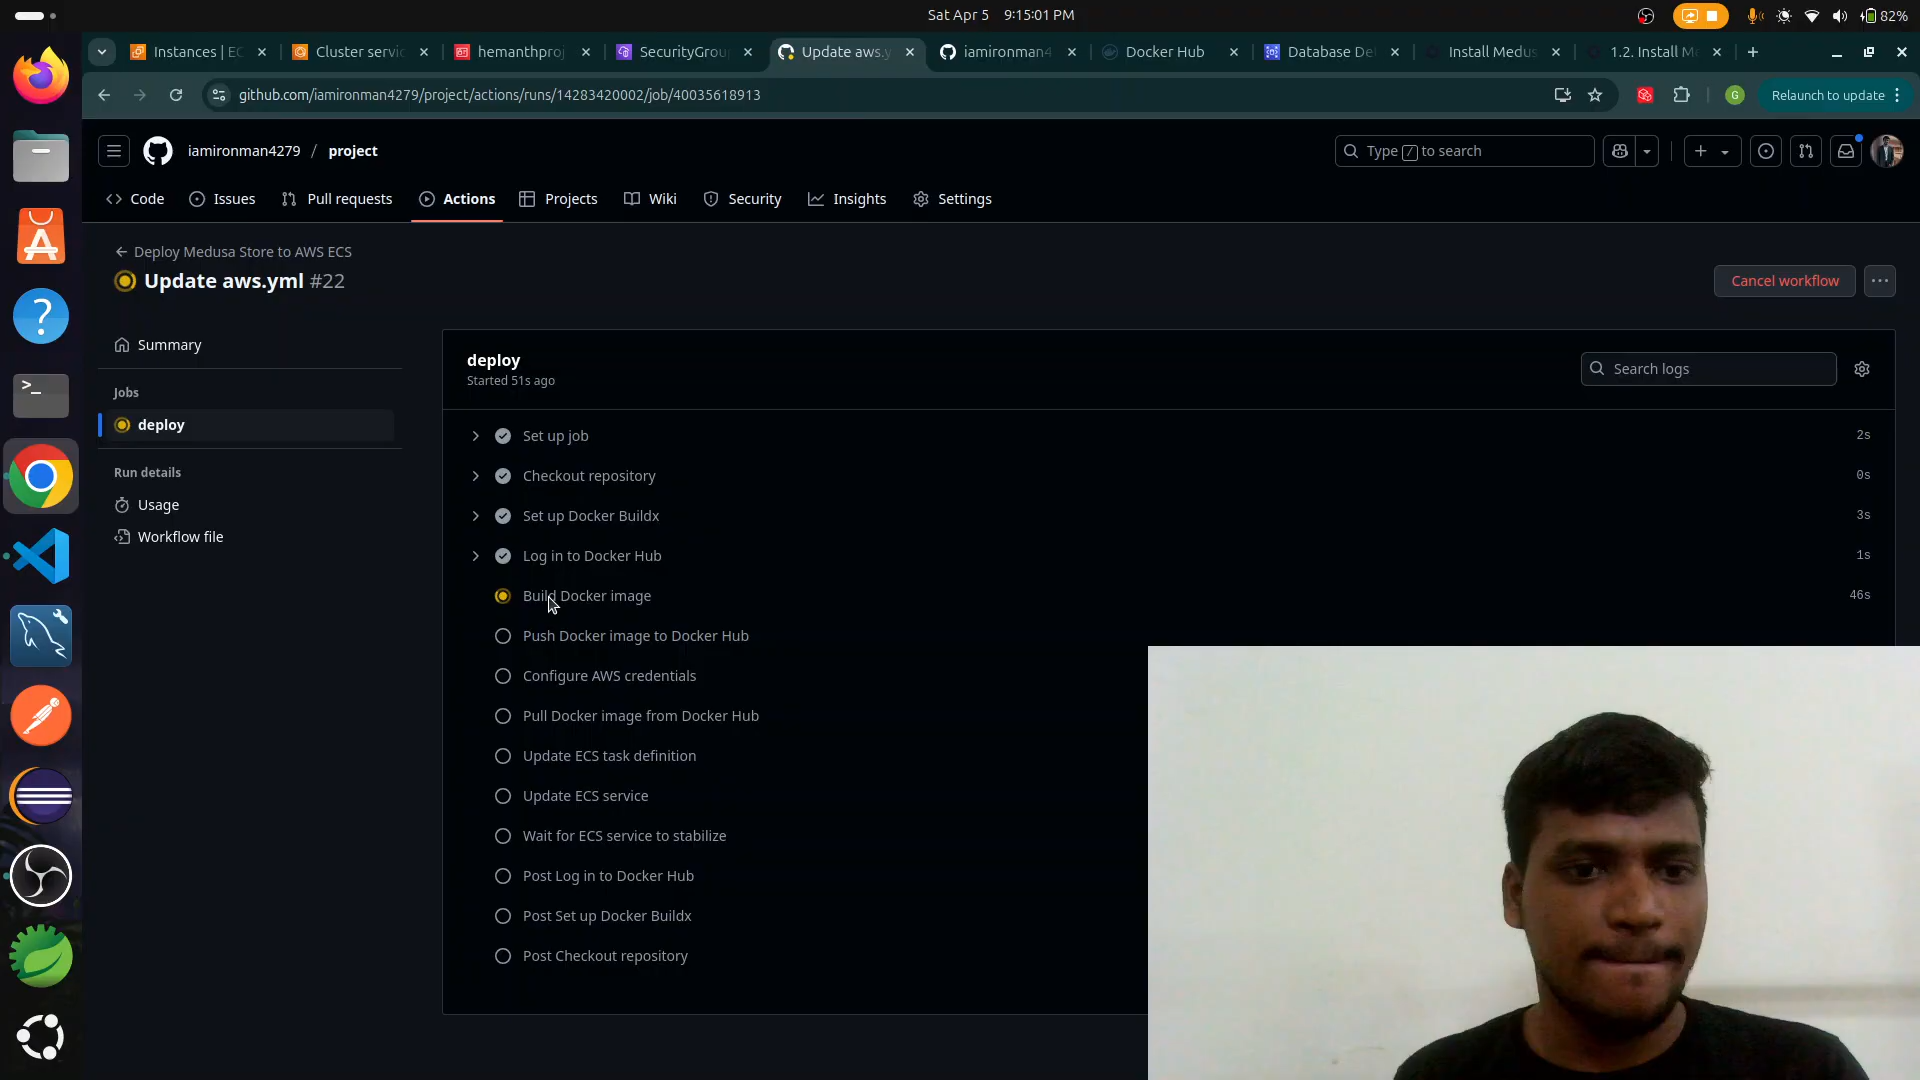 Sat Apr 5 9:15:01 PM
82%
Instances | EC
Cluster servic
hemanthproj
SecurityGrou
Update aws.y
iamironman4
Docker Hub
Database De
Install Medus
1.2. Install M
github.com/iamironman4279/project/actions/runs/14283420002/job/40035618913
G
Relaunch to update
iamironman4279 / project
Type / to search
Code
Issues
Pull requests
Actions
Projects
Wiki
Security
Insights
Settings
Deploy Medusa Store to AWS ECS
Update aws.yml #22
Cancel workflow
Summary
Jobs
deploy
Run details
Usage
Workflow file
deploy
Started 51s ago
Search logs
Set up job 2s
Checkout repository 0s
Set up Docker Buildx 3s
Log in to Docker Hub 1s
Build Docker image 46s
Push Docker image to Docker Hub
Configure AWS credentials
Pull Docker image from Docker Hub
Update ECS task definition
Update ECS service
Wait for ECS service to stabilize
Post Log in to Docker Hub
Post Set up Docker Buildx
Post Checkout repository